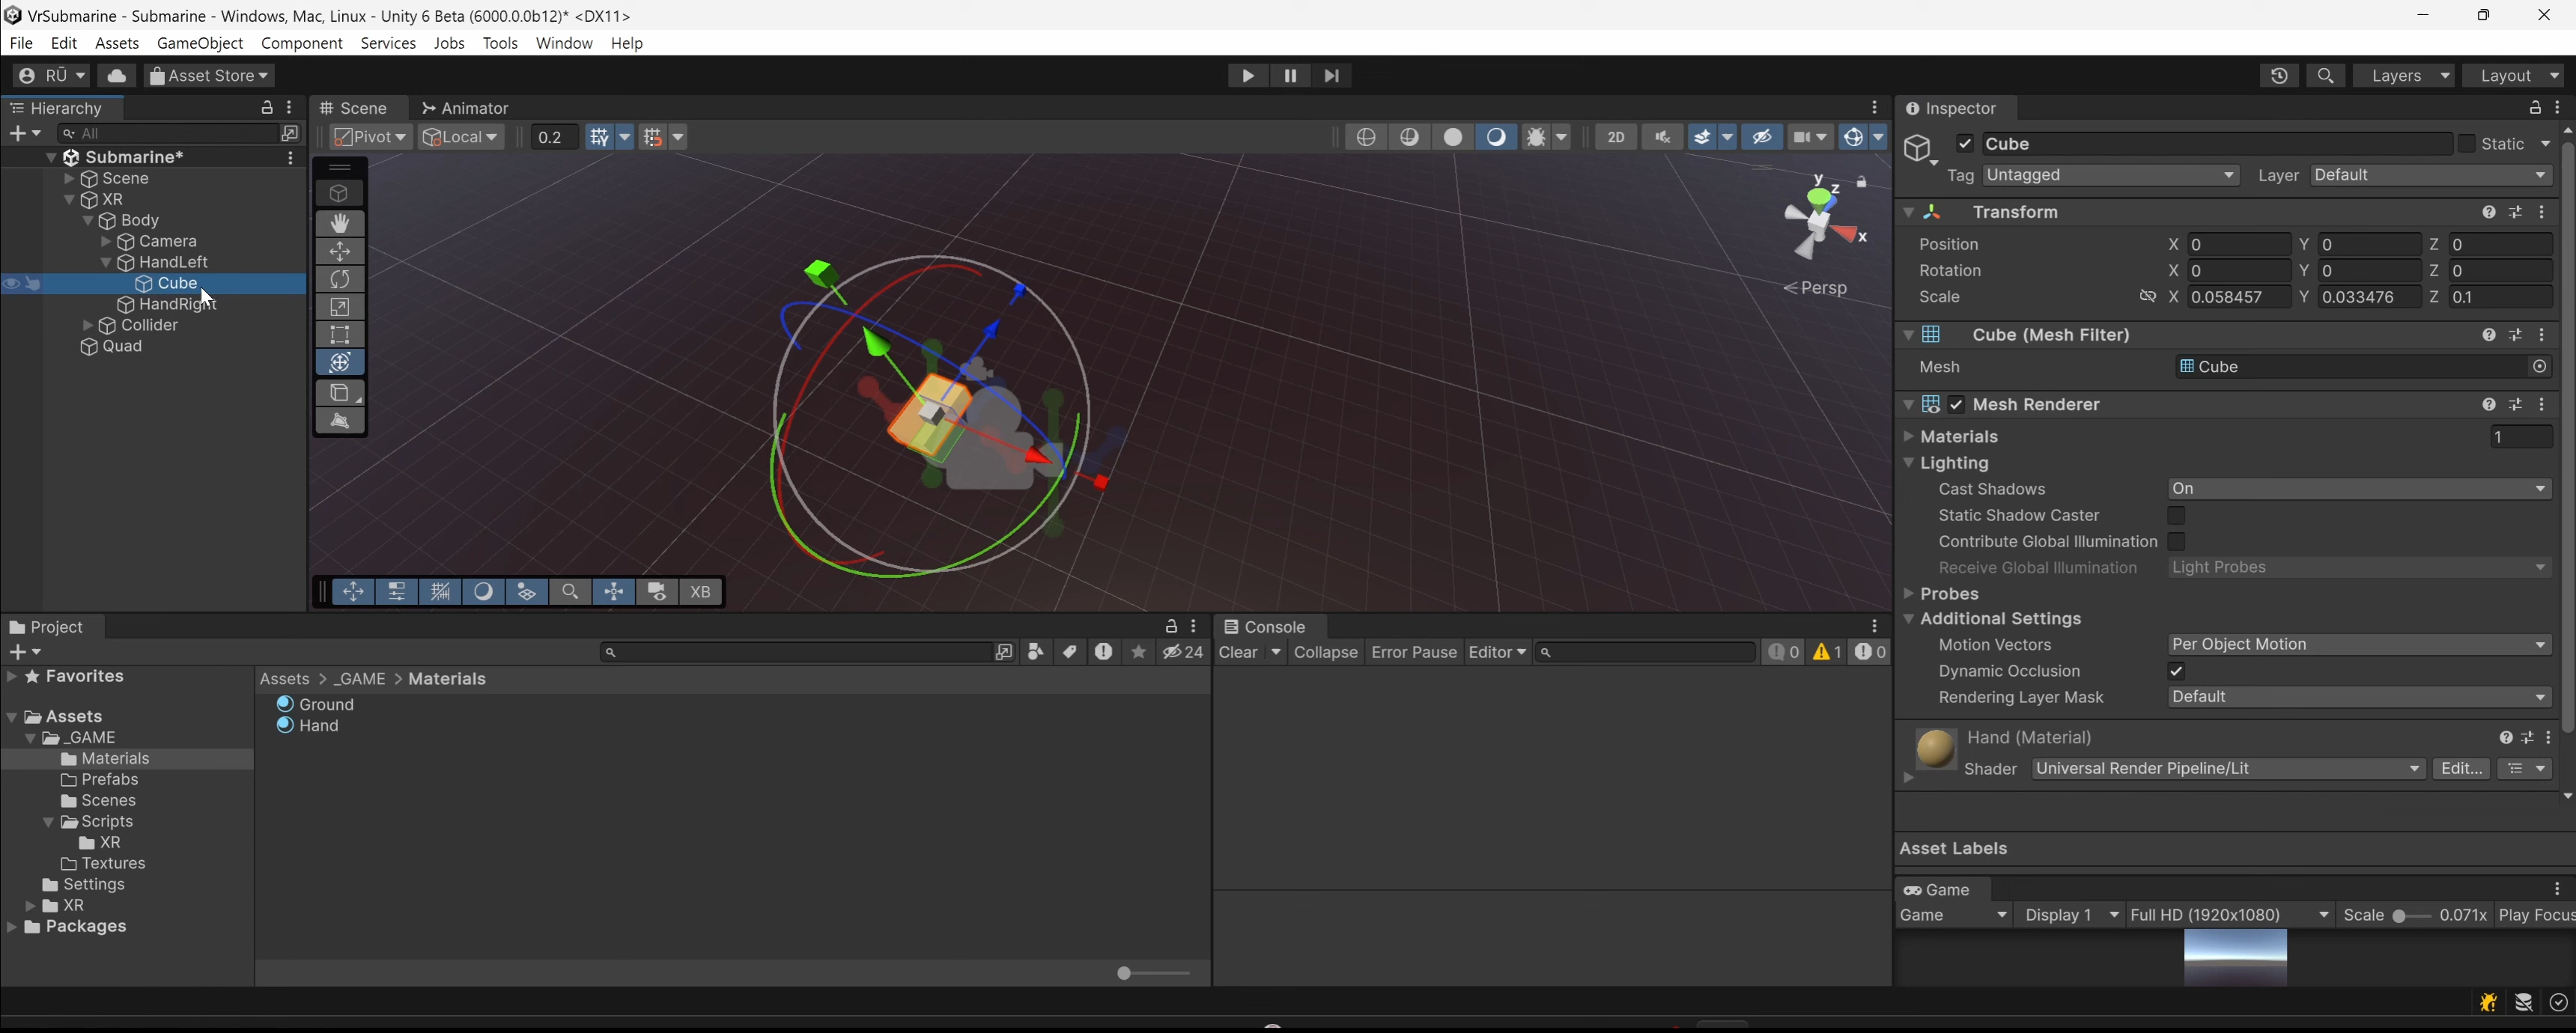 VrSubmarine - Submarine - Windows, Mac, Linux - Unity 6 Beta (6000.0.0b12)* <DX11>
File Edit Assets GameObject Component Services Jobs Tools Window Help
RŪ Asset Store Layers Layout
Hierarchy
All
Submarine*
Scene
XR
Body
Camera
HandLeft
Cube
HandRight
Collider
Quad
Scene Animator
Pivot Local 0.2 2D
y
z
x
Persp
XB
Inspector
Cube Static
Tag Untagged Layer Default
Transform
Position X 0 Y 0 Z 0
Rotation X 0 Y 0 Z 0
Scale X 0.058457 Y 0.033476 Z 0.1
Cube (Mesh Filter)
Mesh Cube
Mesh Renderer
Materials 1
Lighting
Cast Shadows On
Static Shadow Caster
Contribute Global Illumination
Receive Global Illumination Light Probes
Probes
Additional Settings
Motion Vectors Per Object Motion
Dynamic Occlusion
Rendering Layer Mask Default
Hand (Material)
Shader Universal Render Pipeline/Lit Edit...
Asset Labels
Game
Game Display 1 Full HD (1920x1080) Scale 0.071x Play Focus
Project
24
Favorites
Assets
_GAME
Materials
Prefabs
Scenes
Scripts
XR
Textures
Settings
XR
Packages
Assets > _GAME > Materials
Ground
Hand
Console
Clear Collapse Error Pause Editor 0 1 0